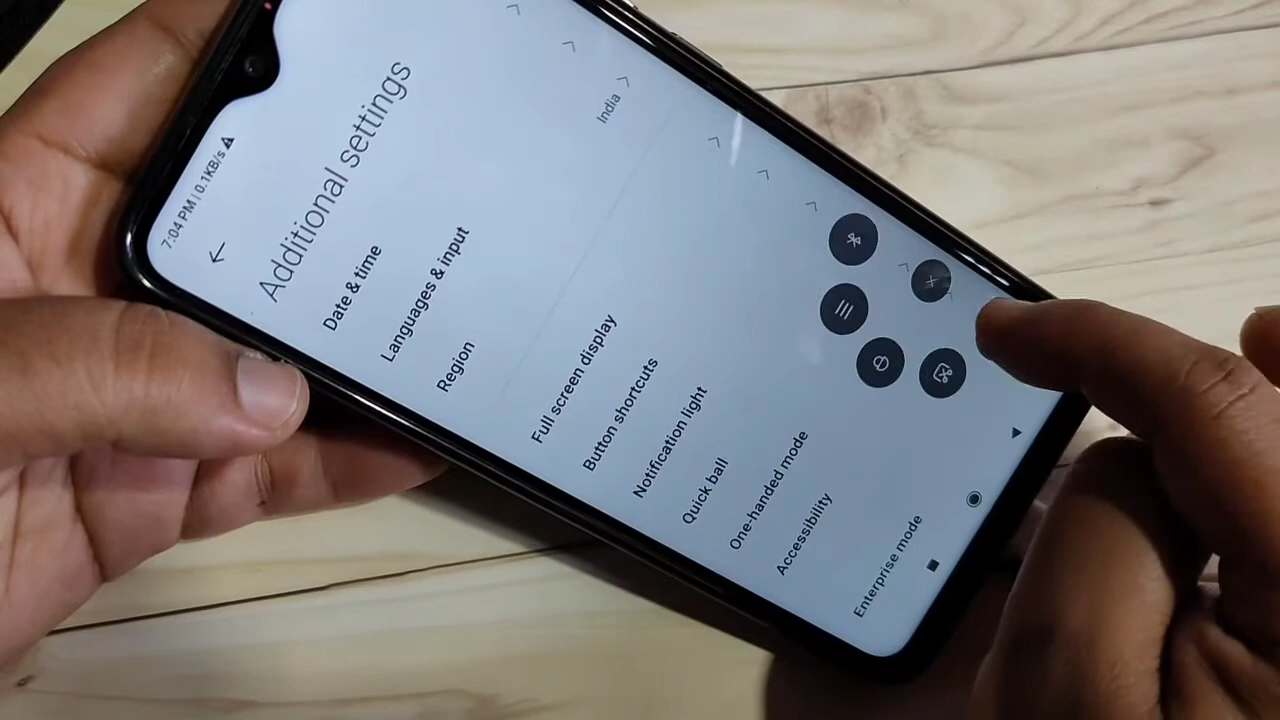 7:04 PM | 0.1KB/s
Additional settings
Date & time
Languages & input
Region
India
Full screen display
Button shortcuts
Notification light
Quick ball
One-handed mode
Accessibility
Enterprise mode